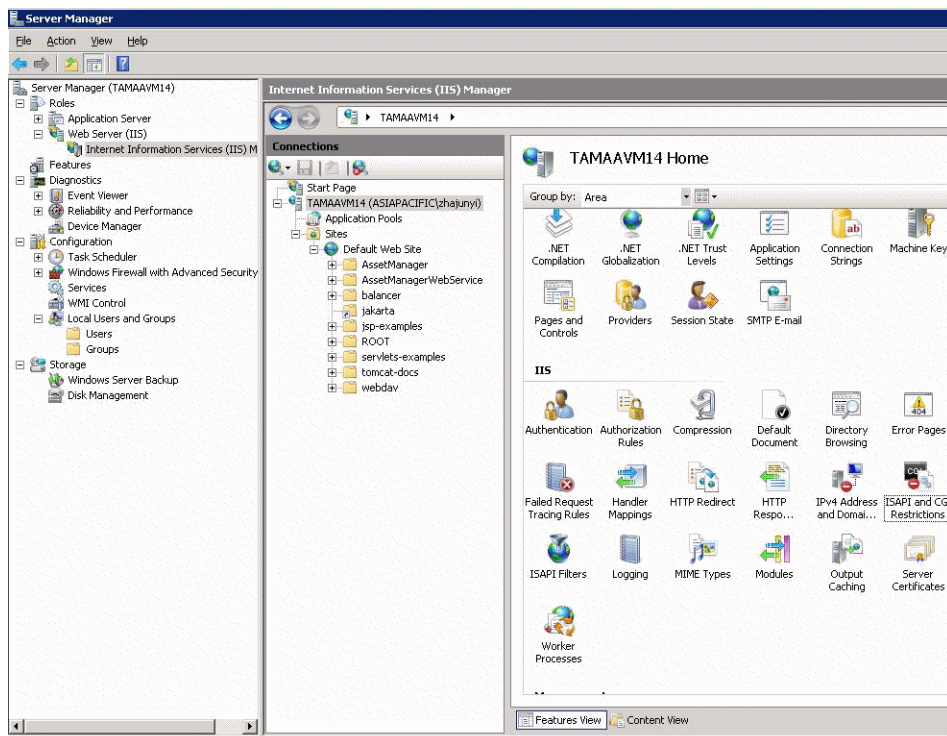 Server Manager
File Action View Help
Server Manager (TAMAAVM14)
Roles
Application Server
Web Server (IIS)
Internet Information Services (IIS) M
Features
Diagnostics
Event Viewer
Reliability and Performance
Device Manager
Configuration
Task Scheduler
Windows Firewall with Advanced Security
Services
WMI Control
Local Users and Groups
Users
Groups
Storage
Windows Server Backup
Disk Management
Internet Information Services (IIS) Manager
TAMAAVM14
Connections
Start Page
TAMAAVM14 (ASIAPACIFIC\zhajunyi)
Application Pools
Sites
Default Web Site
AssetManager
AssetManagerWebService
balancer
jakarta
jsp-examples
ROOT
servlets-examples
tomcat-docs
webdav
TAMAAVM14 Home
Group by: Area
.NET Compilation
.NET Globalization
.NET Trust Levels
Application Settings
ab
Connection Strings
Machine Key
Pages and Controls
Providers
Session State
SMTP E-mail
IIS
Authentication
Authorization Rules
Compression
Default Document
Directory Browsing
404
Error Pages
Failed Request Tracing Rules
Handler Mappings
HTTP Redirect
HTTP Respo...
IPv4 Address and Domai...
CGI
ISAPI and CG Restrictions
ISAPI Filters
Logging
MIME Types
Modules
Output Caching
Server Certificates
Worker Processes
Features View
Content View